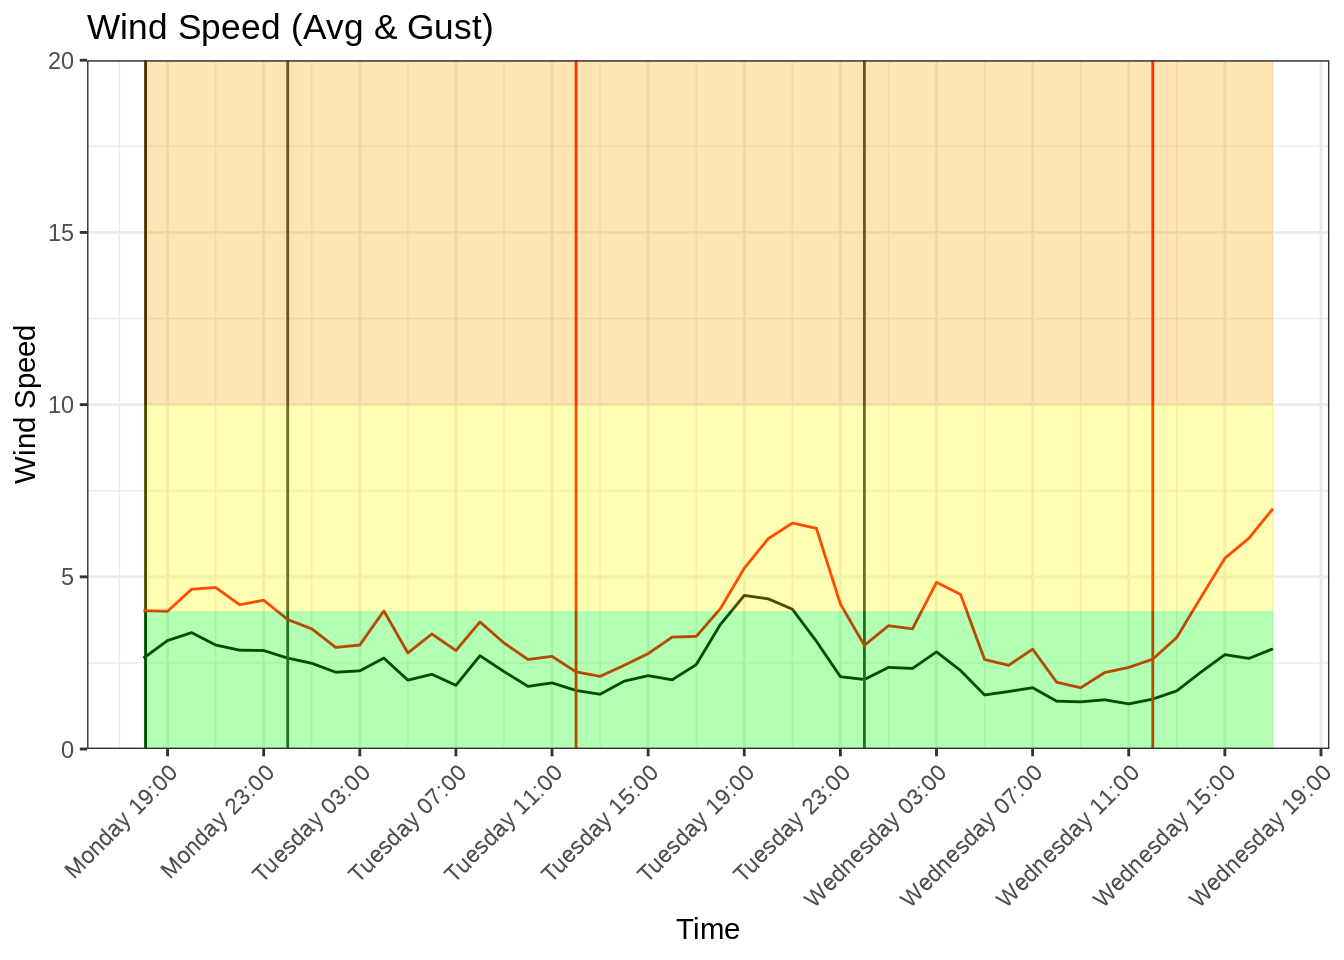 Wind Speed (Avg & Gust)
20
15
10
5
0
Wind Speed
Monday 19:00
Monday 23:00
Tuesday 03:00
Tuesday 07:00
Tuesday 11:00
Tuesday 15:00
Tuesday 19:00
Tuesday 23:00
Wednesday 03:00
Wednesday 07:00
Wednesday 11:00
Wednesday 15:00
Wednesday 19:00
Time